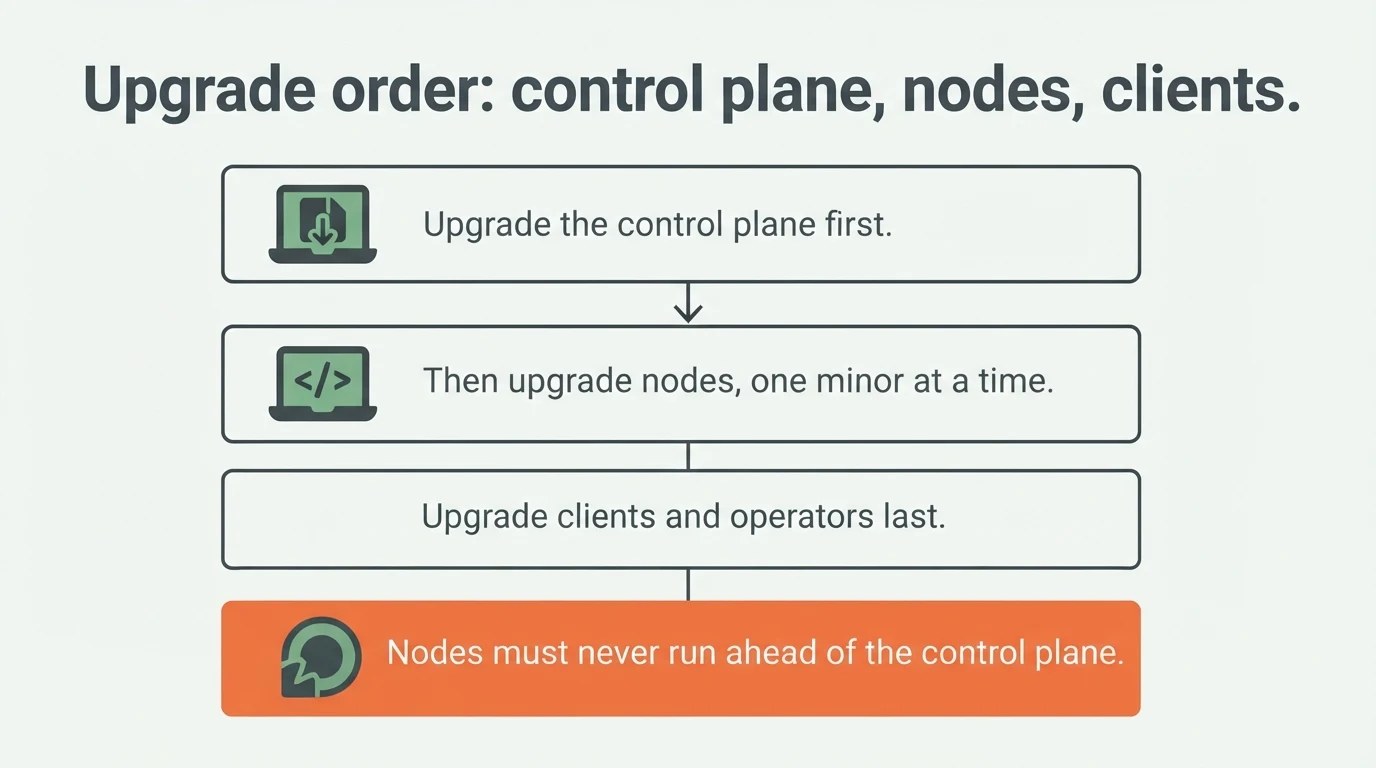 Upgrade order: control plane, nodes, clients.
Upgrade the control plane first.
</>
Then upgrade nodes, one minor at a time.
Upgrade clients and operators last.
Nodes must never run ahead of the control plane.